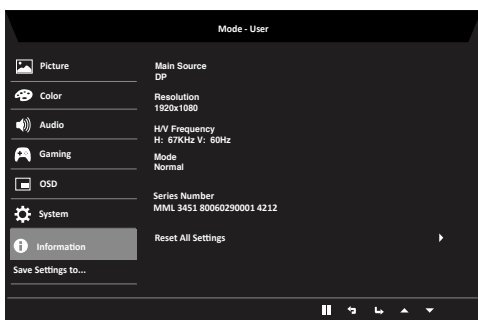 Mode - User
Picture
Color
Audio
Gaming
OSD
System
Information
Save Settings to...
Main Source
DP
Resolution
1920x1080
H/V Frequency
H: 67KHz V: 60Hz
Mode
Normal
Series Number
MML 3451 80060290001 4212
Reset All Settings